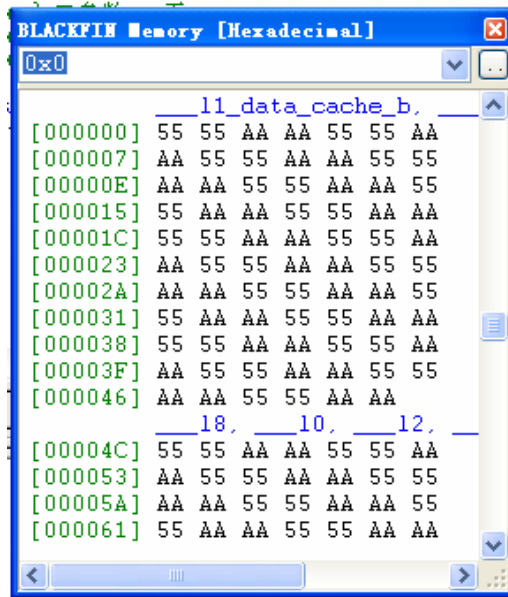 BLACKFIN Memory [Hexadecimal]
0x0
___l1_data_cache_b, ___
[000000] 55 55 AA AA 55 55 AA
[000007] AA 55 55 AA AA 55 55
[00000E] AA AA 55 55 AA AA 55
[000015] 55 AA AA 55 55 AA AA
[00001C] 55 55 AA AA 55 55 AA
[000023] AA 55 55 AA AA 55 55
[00002A] AA AA 55 55 AA AA 55
[000031] 55 AA AA 55 55 AA AA
[000038] 55 55 AA AA 55 55 AA
[00003F] AA 55 55 AA AA 55 55
[000046] AA AA 55 55 AA AA
___l8, ___l0, ___l2, __
[00004C] 55 55 AA AA 55 55 AA
[000053] AA 55 55 AA AA 55 55
[00005A] AA AA 55 55 AA AA 55
[000061] 55 AA AA 55 55 AA AA